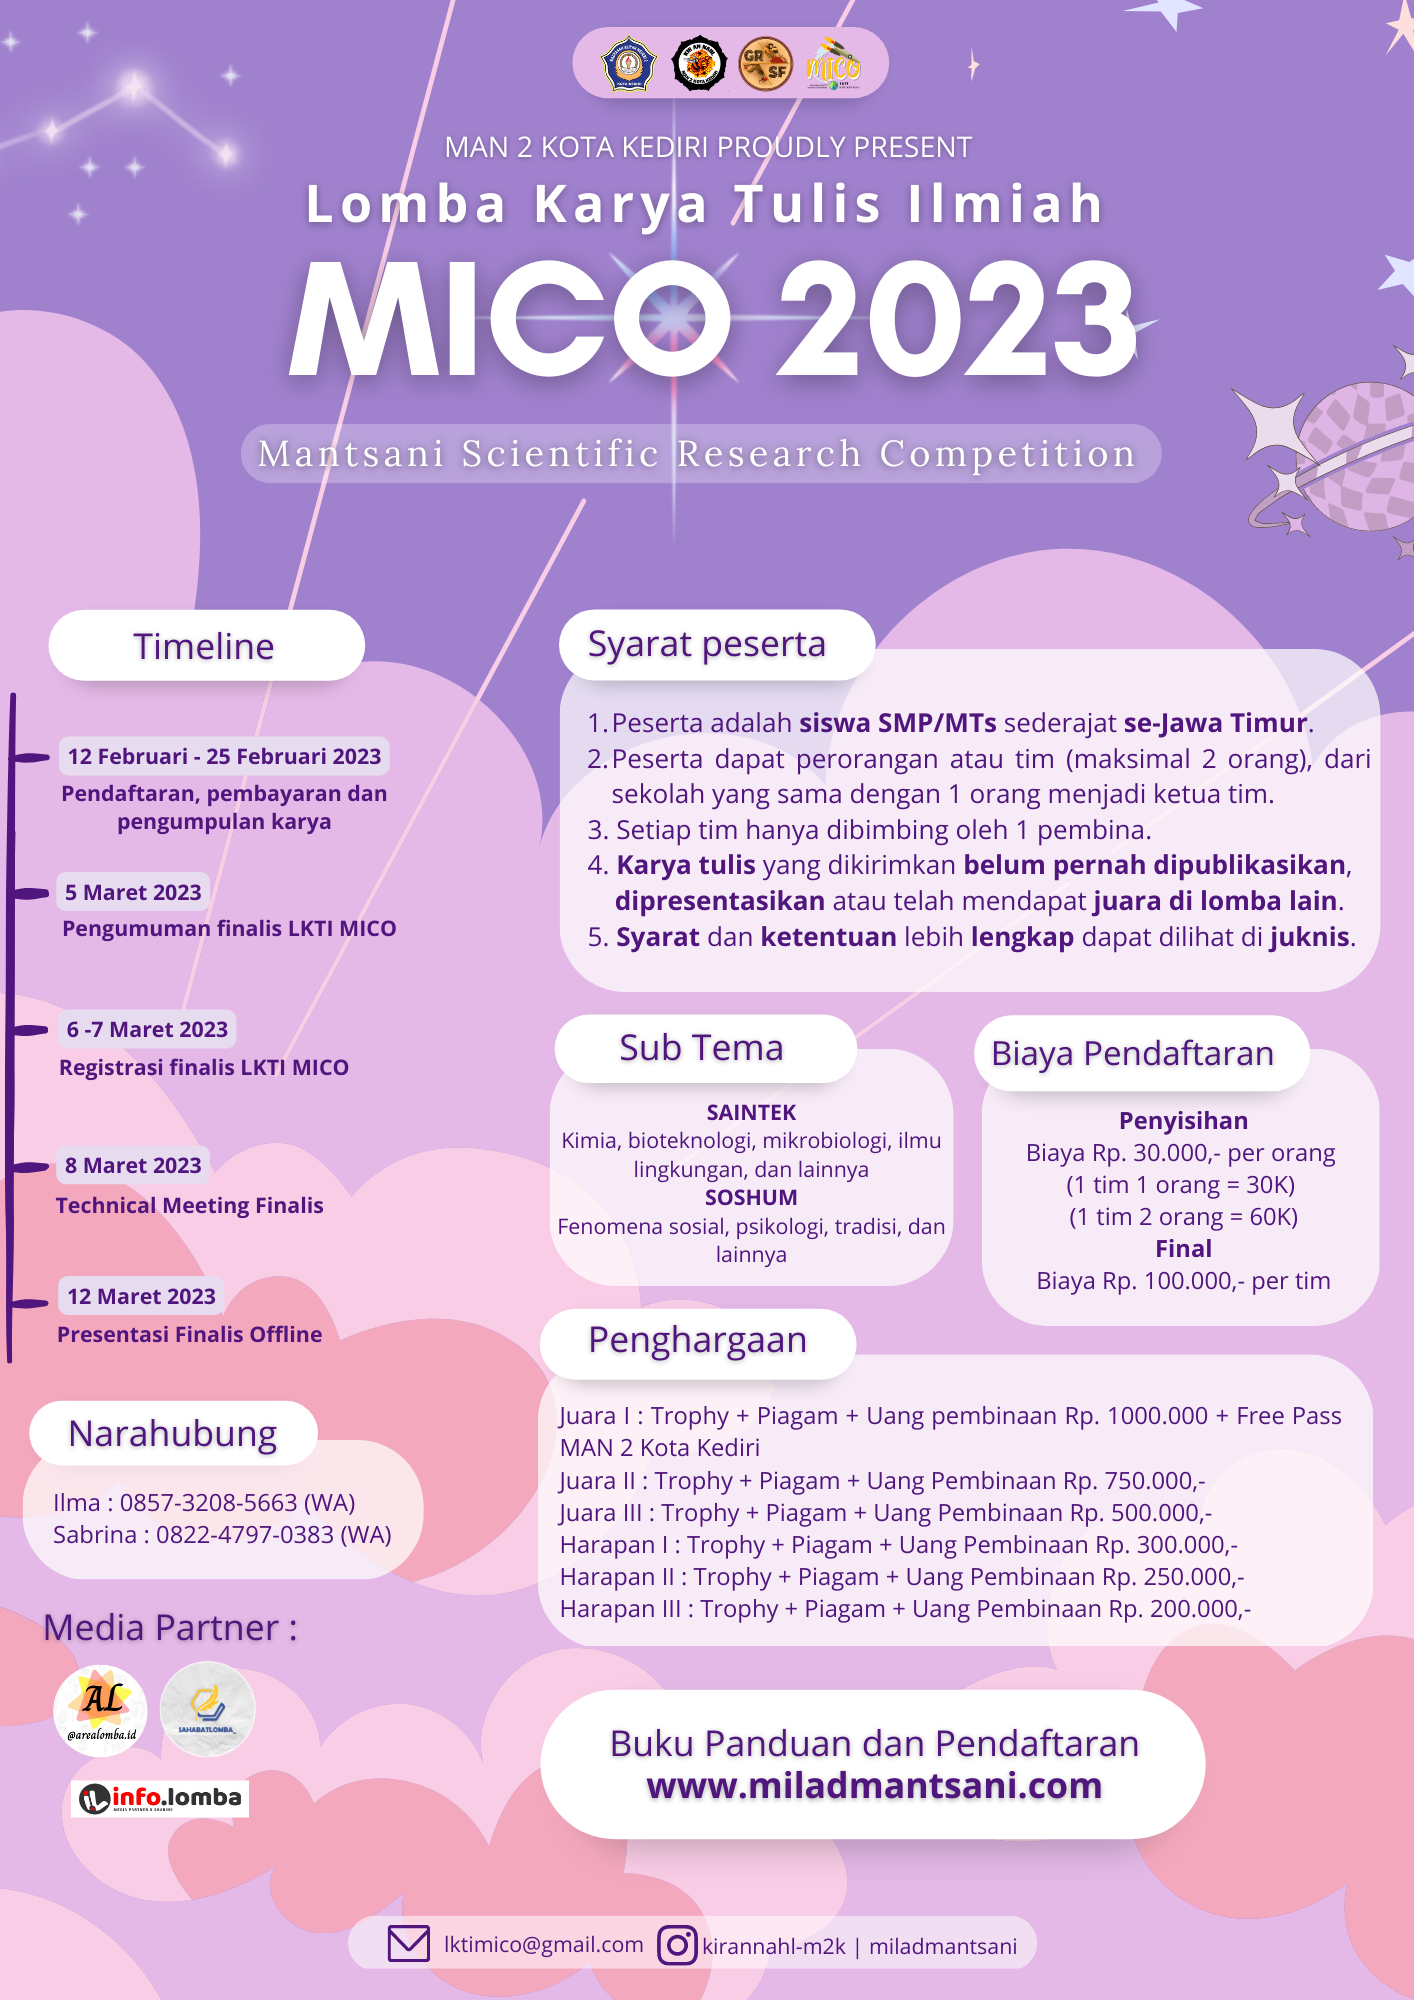 GR SF
MICO
MAN 2 KOTA KEDIRI PROUDLY PRESENT
Lomba Karya Tulis Ilmiah
MICO 2023
Mantsani Scientific Research Competition
Timeline
12 Februari - 25 Februari 2023
Pendaftaran, pembayaran dan
pengumpulan karya
5 Maret 2023
Pengumuman finalis LKTI MICO
6 -7 Maret 2023
Registrasi finalis LKTI MICO
8 Maret 2023
Technical Meeting Finalis
12 Maret 2023
Presentasi Finalis Offline
Narahubung
Ilma : 0857-3208-5663 (WA)
Sabrina : 0822-4797-0383 (WA)
Media Partner :
AL
@arealomba.id
SAHABATLOMBA_
info.lomba
MEDIA PARTNER & SHARING
Syarat peserta
1. Peserta adalah siswa SMP/MTs sederajat se-Jawa Timur.
2. Peserta dapat perorangan atau tim (maksimal 2 orang), dari
sekolah yang sama dengan 1 orang menjadi ketua tim.
3. Setiap tim hanya dibimbing oleh 1 pembina.
4. Karya tulis yang dikirimkan belum pernah dipublikasikan,
dipresentasikan atau telah mendapat juara di lomba lain.
5. Syarat dan ketentuan lebih lengkap dapat dilihat di juknis.
Sub Tema
SAINTEK
Kimia, bioteknologi, mikrobiologi, ilmu
lingkungan, dan lainnya
SOSHUM
Fenomena sosial, psikologi, tradisi, dan
lainnya
Biaya Pendaftaran
Penyisihan
Biaya Rp. 30.000,- per orang
(1 tim 1 orang = 30K)
(1 tim 2 orang = 60K)
Final
Biaya Rp. 100.000,- per tim
Penghargaan
Juara I : Trophy + Piagam + Uang pembinaan Rp. 1000.000 + Free Pass
MAN 2 Kota Kediri
Juara II : Trophy + Piagam + Uang Pembinaan Rp. 750.000,-
Juara III : Trophy + Piagam + Uang Pembinaan Rp. 500.000,-
Harapan I : Trophy + Piagam + Uang Pembinaan Rp. 300.000,-
Harapan II : Trophy + Piagam + Uang Pembinaan Rp. 250.000,-
Harapan III : Trophy + Piagam + Uang Pembinaan Rp. 200.000,-
Buku Panduan dan Pendaftaran
www.miladmantsani.com
lktimico@gmail.com
kirannahl-m2k | miladmantsani